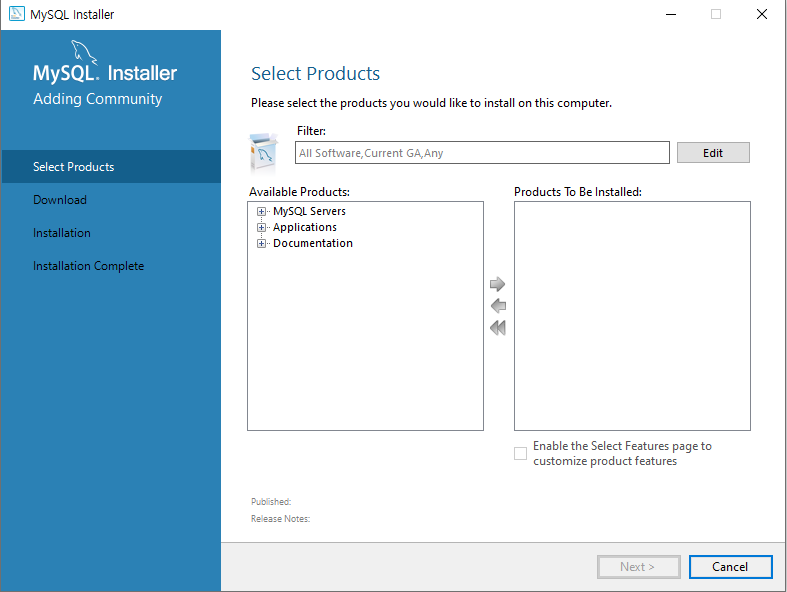 MySQL Installer
MySQL. Installer
Adding Community
Select Products
Download
Installation
Installation Complete
Select Products
Please select the products you would like to install on this computer.
Filter:
All Software,Current GA,Any
Edit
Available Products:
MySQL Servers
Applications
Documentation
Products To Be Installed:
Enable the Select Features page to
customize product features
Published:
Release Notes:
Next >
Cancel